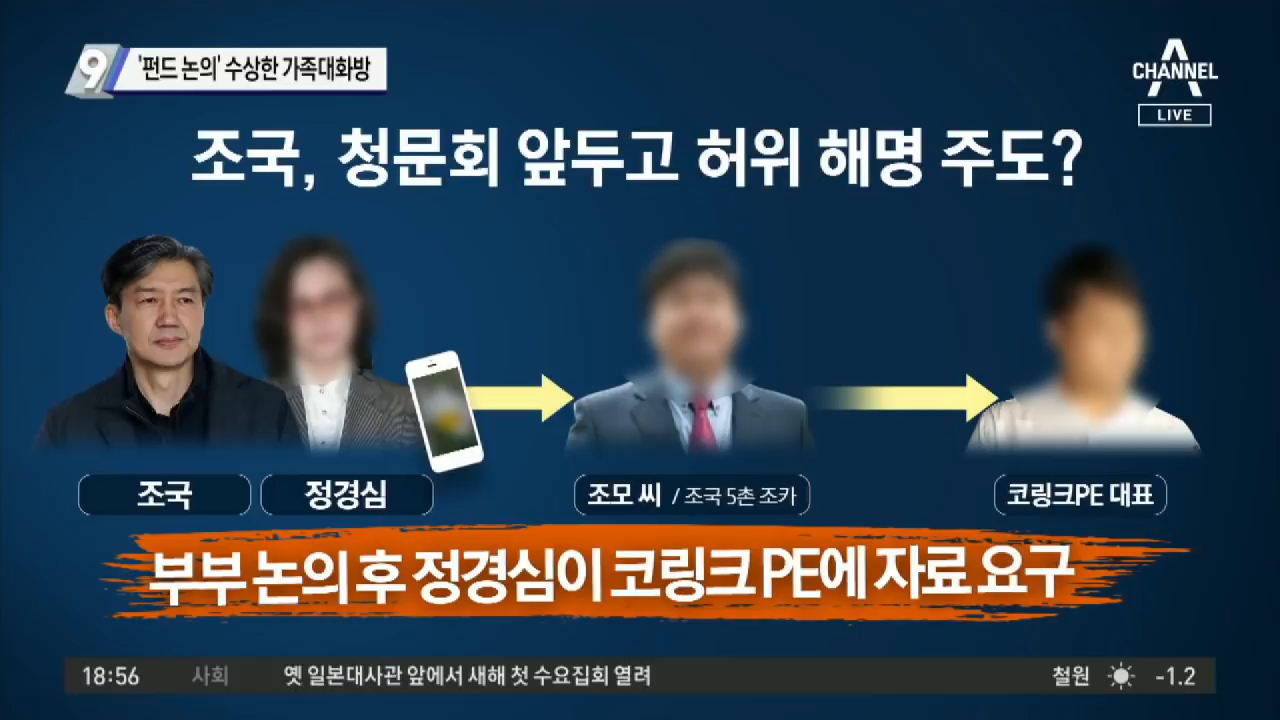 9 '펀드 논의' 수상한 가족대화방
CHANNEL A
LIVE
조국, 청문회 앞두고 허위 해명 주도?
조국
정경심
조모 씨 / 조국 5촌 조카
코링크PE 대표
부부 논의 후 정경심이 코링크PE에 자료 요구
18:56 사회 옛 일본대사관 앞에서 새해 첫 수요집회 열려 철원 -1.2